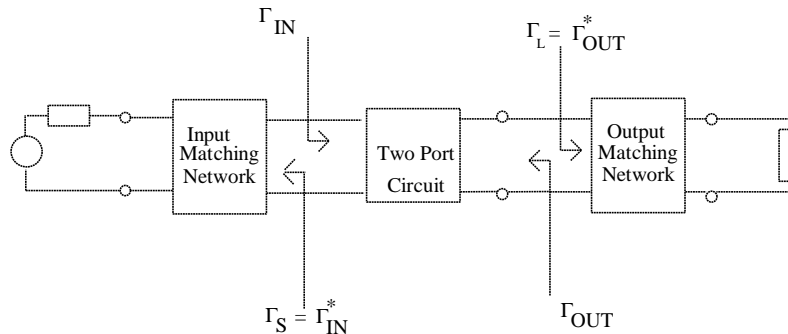 Γ_IN
Γ_L = Γ*_OUT
Input
Matching
Network
Two Port
Circuit
Output
Matching
Network
Γ_S = Γ*_IN
Γ_OUT